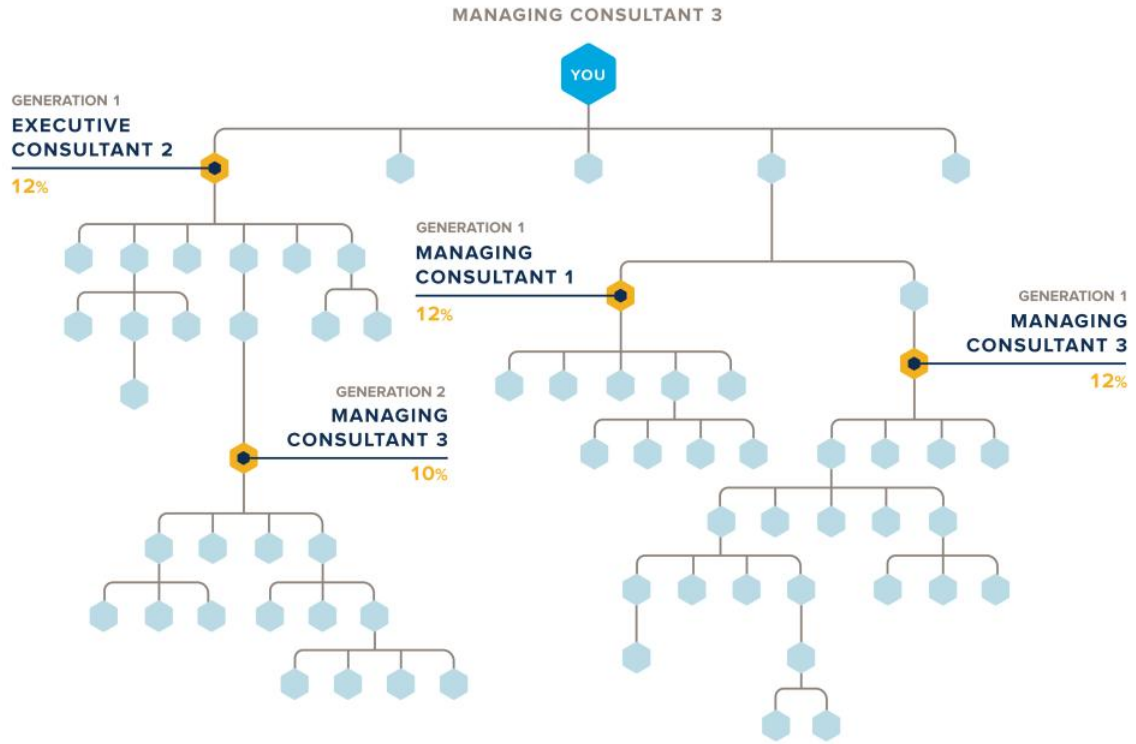 MANAGING CONSULTANT 3
YOU
GENERATION 1
EXECUTIVE
CONSULTANT 2
12%
GENERATION 1
MANAGING
CONSULTANT 1
12%
GENERATION 1
MANAGING
CONSULTANT 3
12%
GENERATION 2
MANAGING
CONSULTANT 3
10%